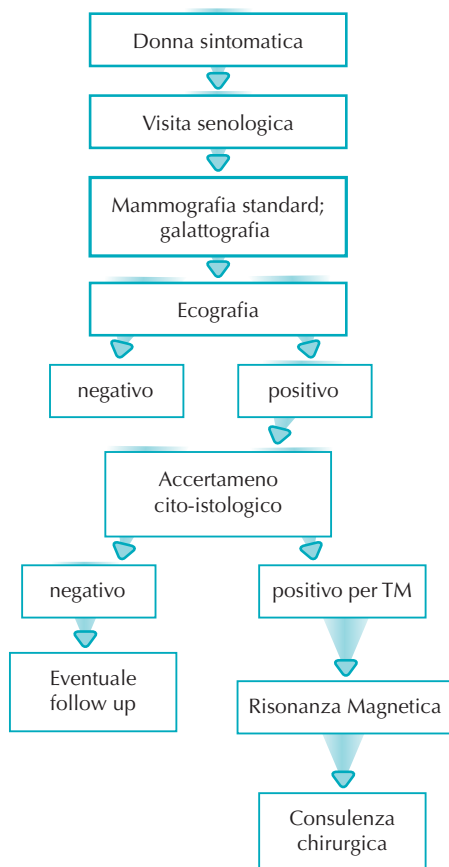 Donna sintomatica
Visita senologica
Mammografia standard;
galattografia
Ecografia
negativo
positivo
Accertameno
cito-istologico
negativo
positivo per TM
Eventuale
follow up
Risonanza Magnetica
Consulenza
chirurgica